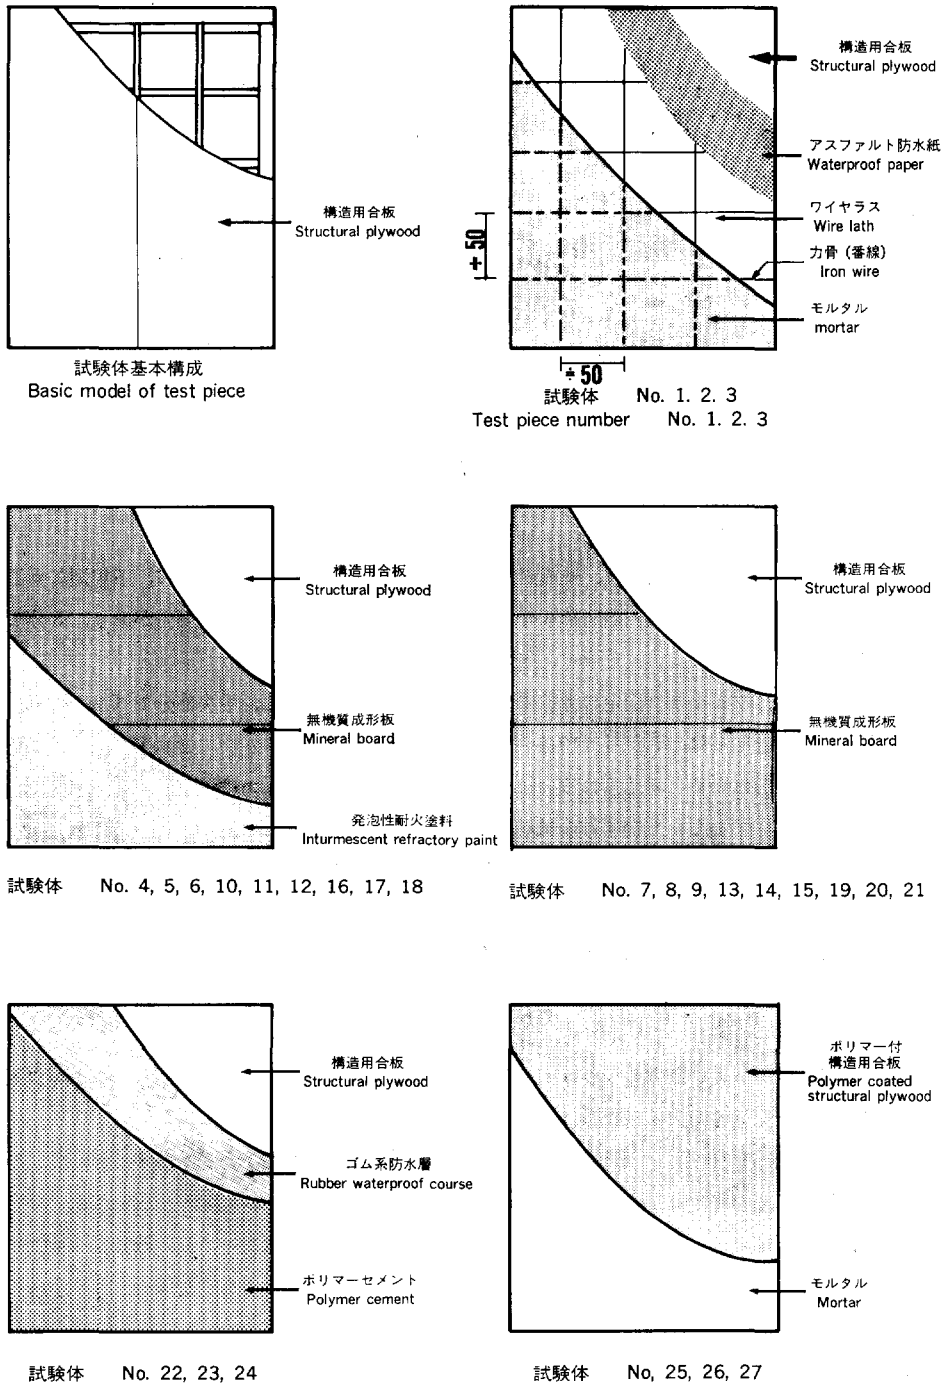 構造用合板
Structural plywood
試験体基本構成
Basic model of test piece
構造用合板
Structural plywood
アスファルト防水紙
Waterproof paper
ワイヤラス
Wire lath
力骨（番線）
Iron wire
モルタル
mortar
÷50
÷50
試験体 No. 1. 2. 3
Test piece number No. 1. 2. 3
構造用合板
Structural plywood
無機質成形板
Mineral board
発泡性耐火塗料
Inturmescent refractory paint
試験体 No. 4, 5, 6, 10, 11, 12, 16, 17, 18
構造用合板
Structural plywood
無機質成形板
Mineral board
試験体 No. 7, 8, 9, 13, 14, 15, 19, 20, 21
構造用合板
Structural plywood
ゴム系防水層
Rubber waterproof course
ポリマーセメント
Polymer cement
試験体 No. 22, 23, 24
ポリマー付
構造用合板
Polymer coated
structural plywood
モルタル
Mortar
試験体 No, 25, 26, 27